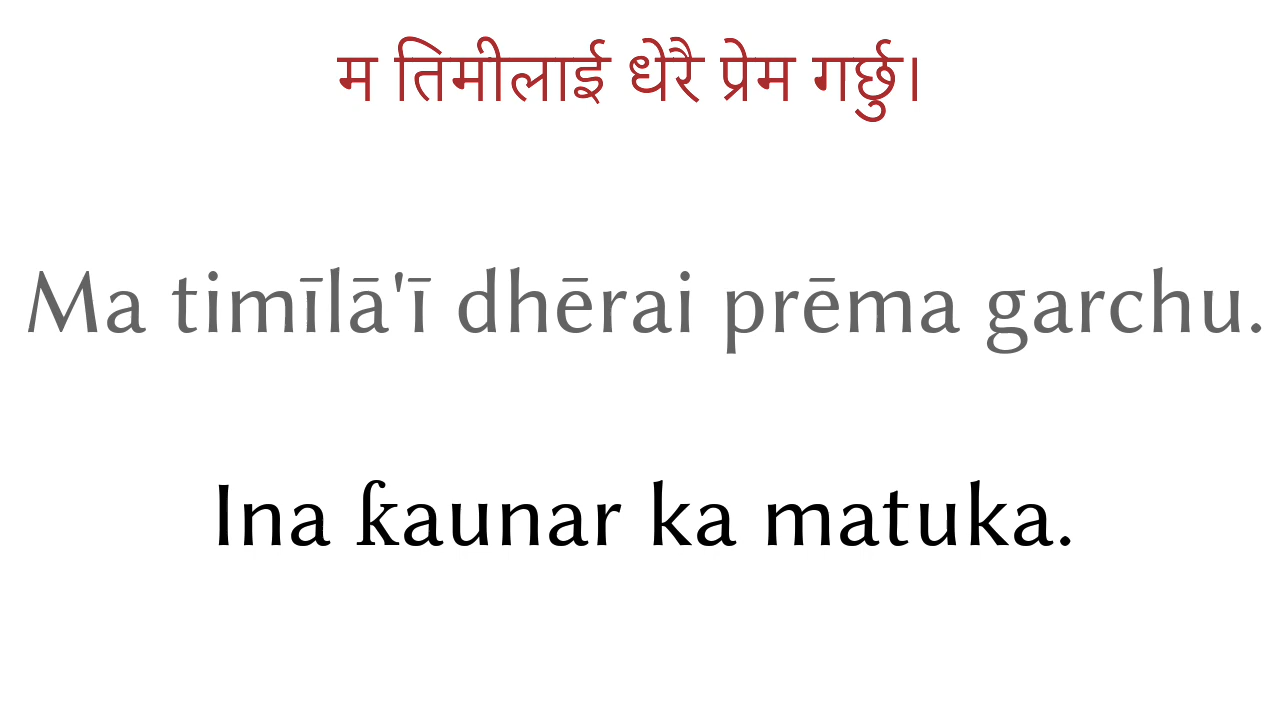 म तिमीलाई धेरै प्रेम गर्छु।
Ma timīlā'ī dhērai prēma garchu.
Ina ƙaunar ka matuka.